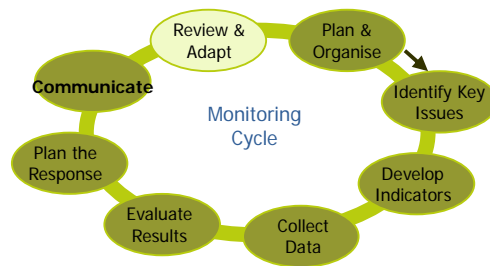 Review &
Adapt
Plan &
Organise
Identify Key
Issues
Develop
Indicators
Collect
Data
Evaluate
Results
Plan the
Response
Communicate
Monitoring
Cycle